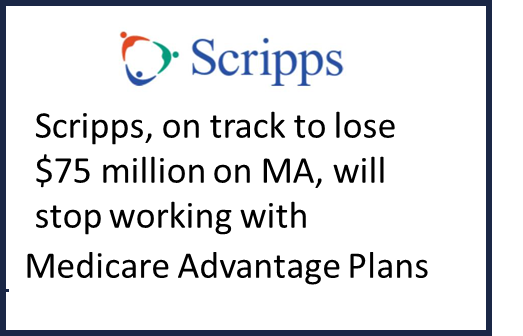 Scripps
Scripps, on track to lose
$75 million on MA, will
stop working with
Medicare Advantage Plans